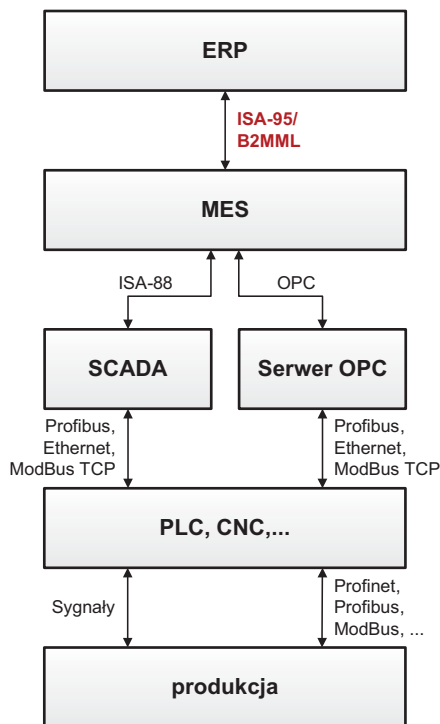 ERP
ISA-95/
B2MML
MES
ISA-88
OPC
SCADA
Serwer OPC
Profibus,
Ethernet,
ModBus TCP
Profibus,
Ethernet,
ModBus TCP
PLC, CNC,...
Sygnały
Profinet,
Profibus,
ModBus, ...
produkcja